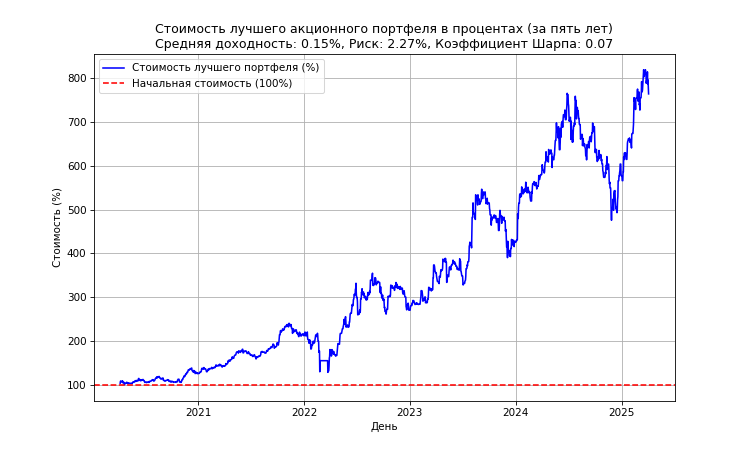 Стоимость лучшего акционного портфеля в процентах (за пять лет)
Средняя доходность: 0.15%, Риск: 2.27%, Коэффициент Шарпа: 0.07
Стоимость лучшего портфеля (%)
Начальная стоимость (100%)
Стоимость (%)
800
700
600
500
400
300
200
100
2021
2022
2023
2024
2025
День